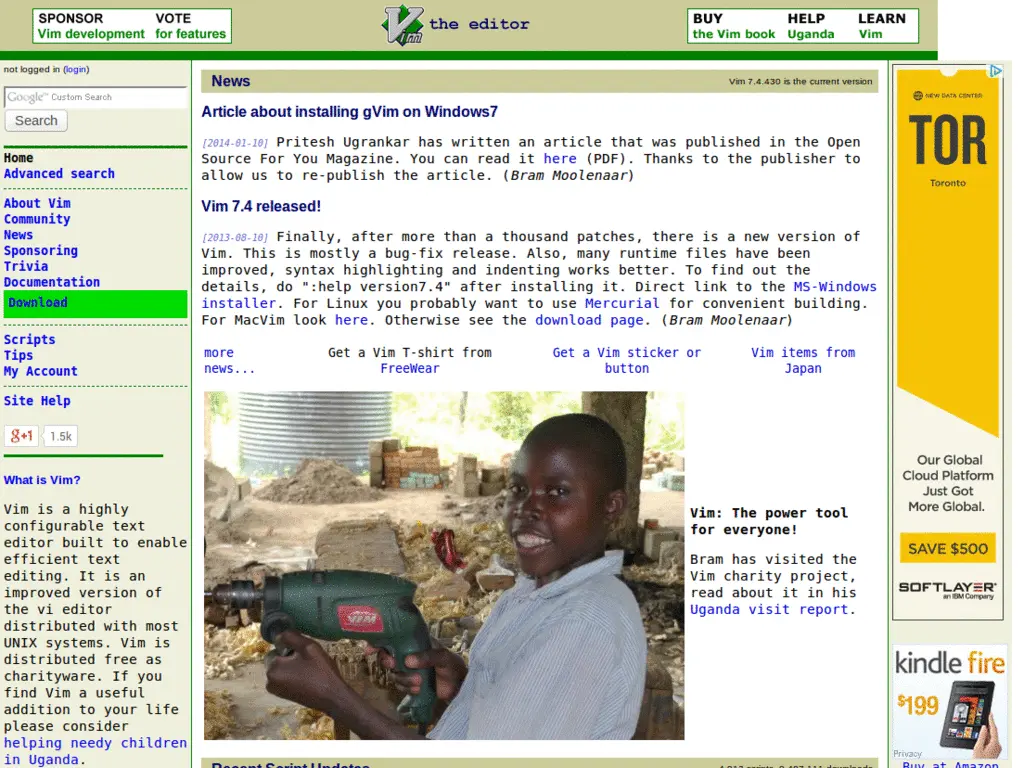 SPONSOR VOTE
Vim development for features
Vim
the editor
BUY HELP LEARN
the Vim book Uganda Vim
not logged in (login)
Google™ Custom Search
Search
Home
Advanced search
About Vim
Community
News
Sponsoring
Trivia
Documentation
Download
Scripts
Tips
My Account
Site Help
g+1 1.5k
What is Vim?
Vim is a highly
configurable text
editor built to enable
efficient text
editing. It is an
improved version of
the vi editor
distributed with most
UNIX systems. Vim is
distributed free as
charityware. If you
find Vim a useful
addition to your life
please consider
helping needy children
in Uganda.
News
Vim 7.4.430 is the current version
Article about installing gVim on Windows7
[2014-01-10] Pritesh Ugrankar has written an article that was published in the Open
Source For You Magazine. You can read it here (PDF). Thanks to the publisher to
allow us to re-publish the article. (Bram Moolenaar)
Vim 7.4 released!
[2013-08-10] Finally, after more than a thousand patches, there is a new version of
Vim. This is mostly a bug-fix release. Also, many runtime files have been
improved, syntax highlighting and indenting works better. To find out the
details, do ":help version7.4" after installing it. Direct link to the MS-Windows
installer. For Linux you probably want to use Mercurial for convenient building.
For MacVim look here. Otherwise see the download page. (Bram Moolenaar)
more
news...
Get a Vim T-shirt from
FreeWear
Get a Vim sticker or
button
Vim items from
Japan
VIM
Vim: The power tool
for everyone!
Bram has visited the
Vim charity project,
read about it in his
Uganda visit report.
Recent Script Updates
NEW DATA CENTER
TOR
Toronto
Our Global
Cloud Platform
Just Got
More Global.
SAVE $500
SOFTLAYER®
an IBM Company
kindle fire
$199
Privacy
Buy at Amazon